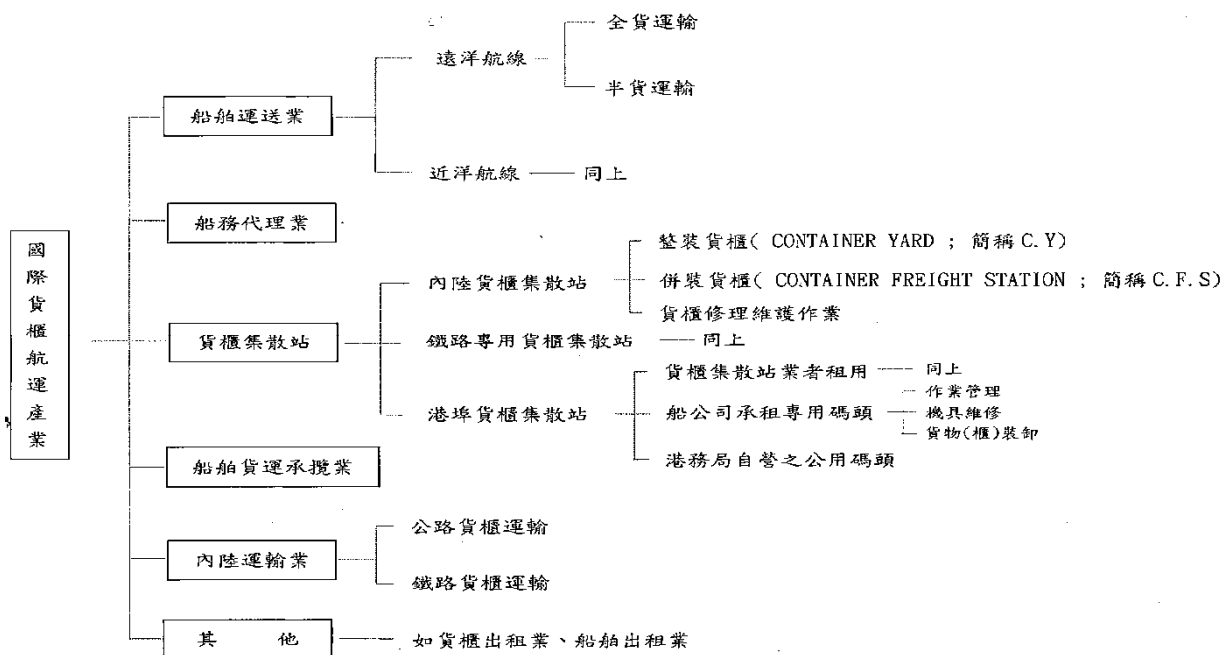 全貨運輸
遠洋航線
半貨運輸
船舶運送業
近洋航線 同上
船務代理業
國際貨櫃航運產業
整裝貨櫃( CONTAINER YARD ; 簡稱 C.Y)
內陸貨櫃集散站 併裝貨櫃( CONTAINER FREIGHT STATION ; 簡稱 C.F.S)
貨櫃修理維護作業
貨櫃集散站 鐵路專用貨櫃集散站 同上
貨櫃集散站業者租用 同上
作業管理
港埠貨櫃集散站 船公司承租專用碼頭 機具維修
貨物(櫃)裝卸
港務局自營之公用碼頭
船舶貨運承攬業
公路貨櫃運輸
內陸運輸業
鐵路貨櫃運輸
其 他 如貨櫃出租業、船舶出租業